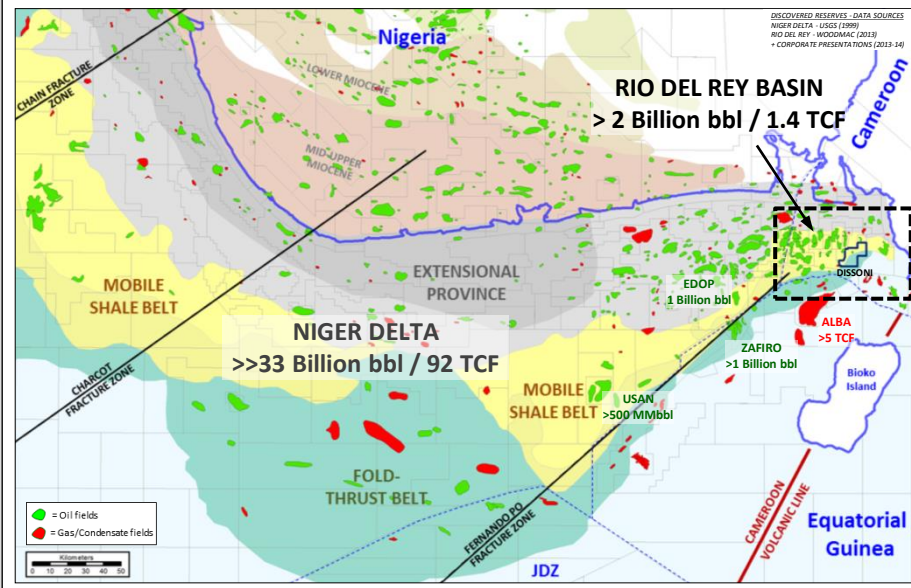 DISCOVERED RESERVES - DATA SOURCES
NIGER DELTA - USGS (1999)
RIO DEL REY - WOODMAC (2013)
+ CORPORATE PRESENTATIONS (2013-14)
Nigeria
CHAIN FRACTURE
ZONE
LOWER MIOCENE
RIO DEL REY BASIN
> 2 Billion bbl / 1.4 TCF
Cameroon
MID-UPPER
MIOCENE
EXTENSIONAL
PROVINCE
DISSONI
EDOP
1 Billion bbl
MOBILE
SHALE BELT
NIGER DELTA
>>33 Billion bbl / 92 TCF
ALBA
>5 TCF
ZAFIRO
>1 Billion bbl
CHARCOT
FRACTURE ZONE
Bioko
Island
MOBILE
SHALE BELT
USAN
>500 MMbbl
FOLD-
THRUST BELT
= Oil fields
= Gas/Condensate fields
Kilometers
0 10 20 30 40 50
FERNANDO PO
FRACTURE ZONE
CAMEROON
VOLCANIC LINE
Equatorial
Guinea
JDZ